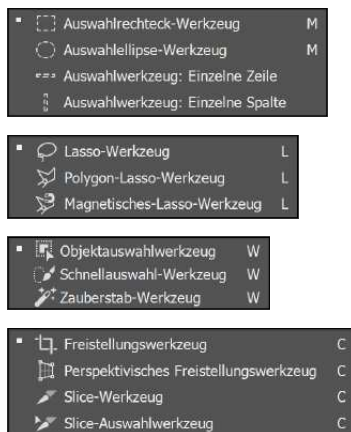 Auswahlrechteck-Werkzeug M
Auswahlellipse-Werkzeug M
Auswahlwerkzeug: Einzelne Zeile
Auswahlwerkzeug: Einzelne Spalte
Lasso-Werkzeug L
Polygon-Lasso-Werkzeug L
Magnetisches-Lasso-Werkzeug L
Objektauswahlwerkzeug W
Schnellauswahl-Werkzeug W
Zauberstab-Werkzeug W
Freistellungswerkzeug C
Perspektivisches Freistellungswerkzeug C
Slice-Werkzeug C
Slice-Auswahlwerkzeug C